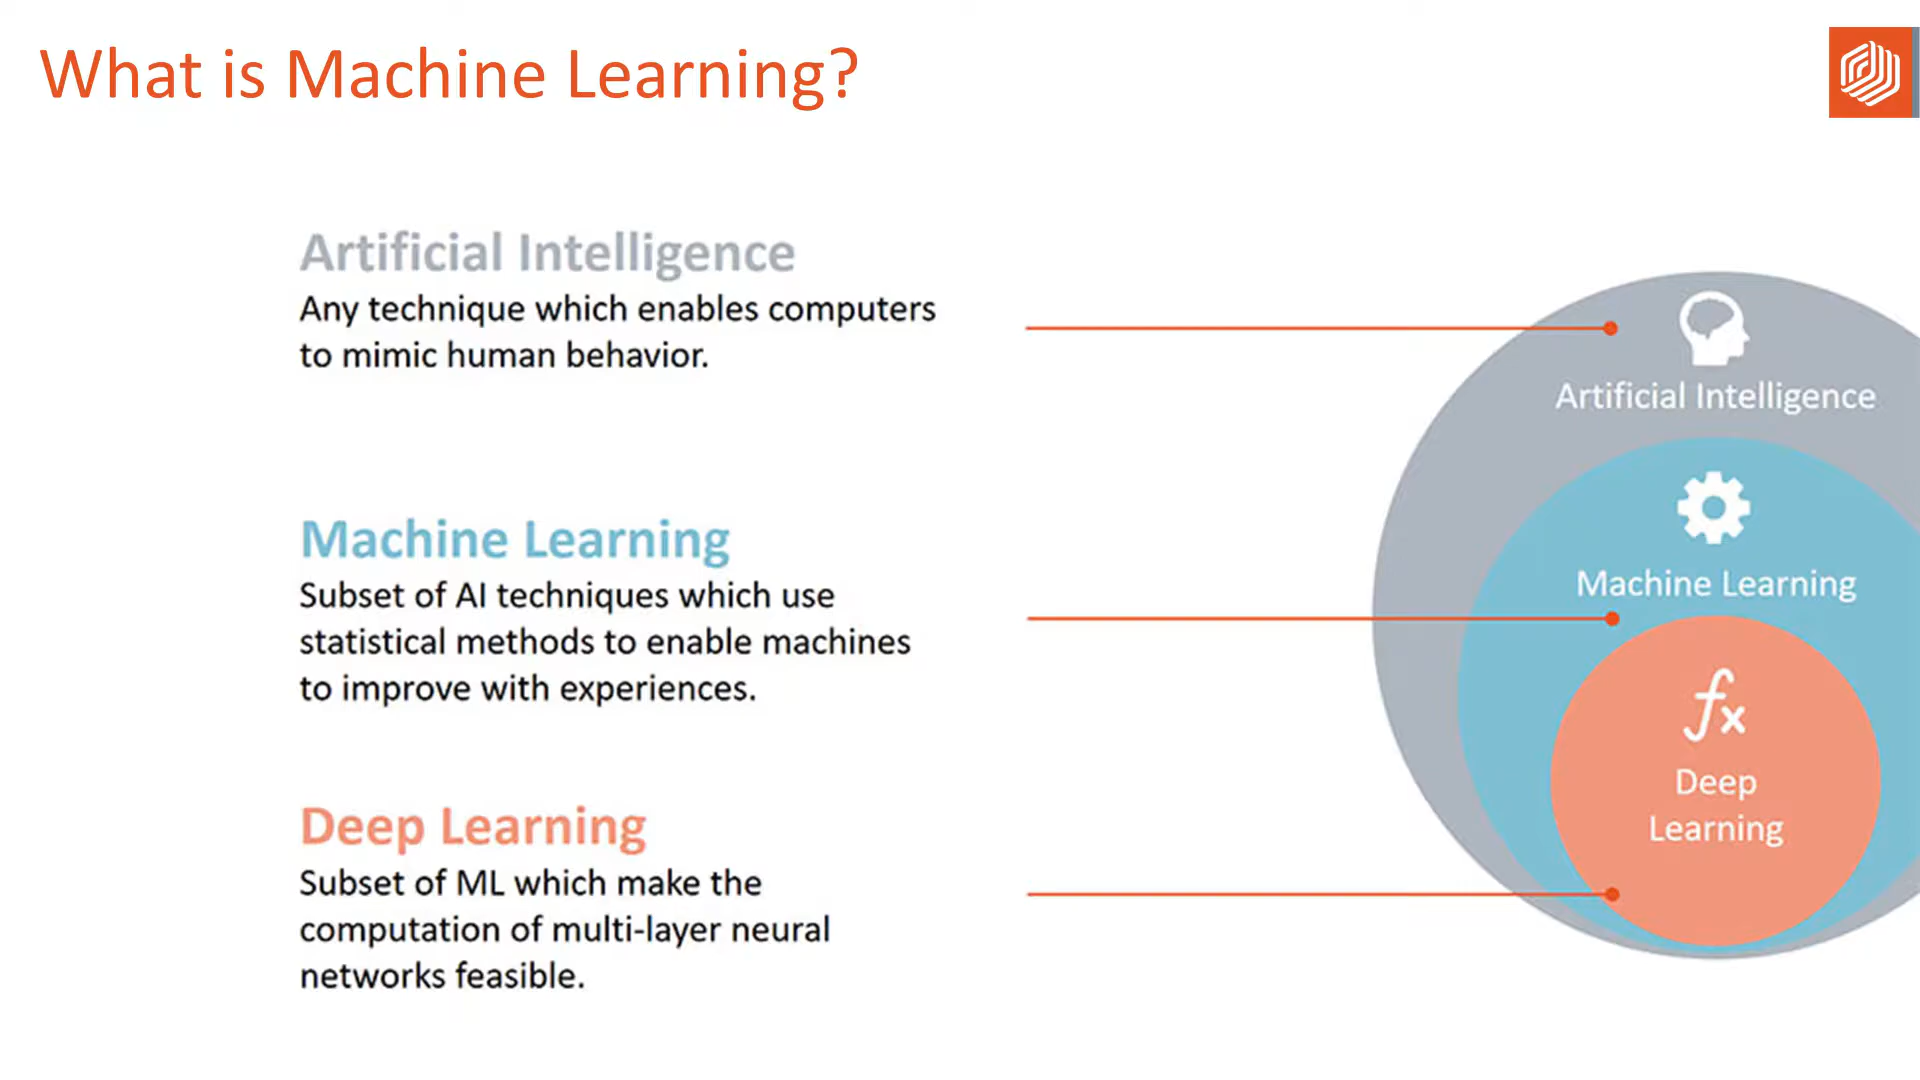 What is Machine Learning?
Artificial Intelligence
Any technique which enables computers
to mimic human behavior.
Machine Learning
Subset of AI techniques which use
statistical methods to enable machines
to improve with experiences.
Deep Learning
Subset of ML which make the
computation of multi-layer neural
networks feasible.
Artificial Intelligence
Machine Learning
fx
Deep
Learning